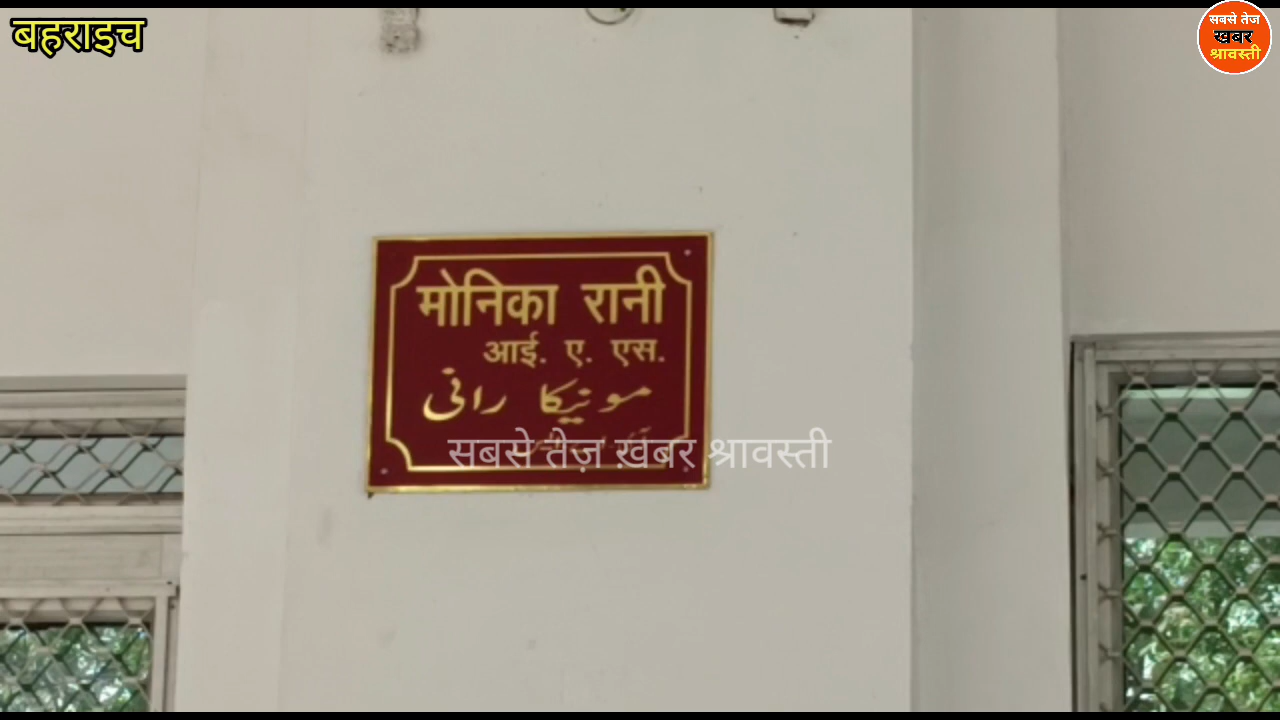 बहराइच
सबसे तेज
खबर
श्रावस्ती
मोनिका रानी
आई. ए. एस.
مونیکا رانی
सबसे तेज़ ख़बर श्रावस्ती